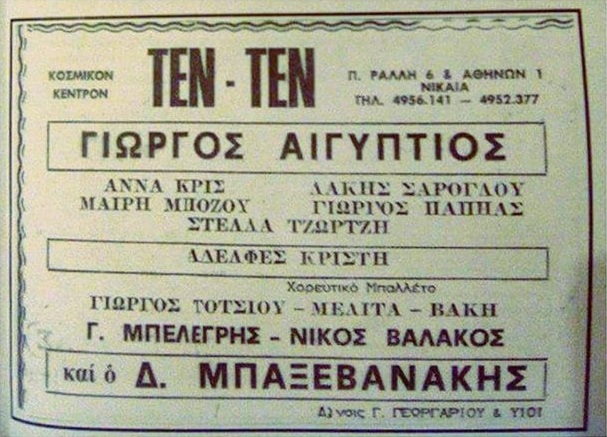 ΚΟΣΜΙΚΟΝ
ΚΕΝΤΡΟΝ
ΤΕΝ - ΤΕΝ
Π. ΡΑΛΛΗ 6 & ΑΘΗΝΩΝ 1
ΝΙΚΑΙΑ
ΤΗΛ. 4956.141 — 4952.377
ΓΙΩΡΓΟΣ ΑΙΓΥΠΤΙΟΣ
ΑΝΝΑ ΚΡΙΣ ΛΑΚΗΣ ΣΑΡΟΓΛΟΥ
ΜΑΙΡΗ ΜΠΟΖΟΥ ΓΙΩΡΓΟΣ ΠΑΠΠΑΣ
ΣΤΕΛΛΑ ΤΖΩΡΤΖΗ
ΑΔΕΛΦΕΣ ΚΡΙΣΤΗ
Χορευτικό Μπαλλέτο
ΓΙΩΡΓΟΣ ΤΟΤΣΙΟΥ – ΜΕΛΙΤΑ – ΒΑΚΗ
Γ. ΜΠΕΛΕΓΡΗΣ – ΝΙΚΟΣ ΒΑΛΑΚΟΣ
καί ὁ Δ. ΜΠΑΞΕΒΑΝΑΚΗΣ
Δ)νσις Γ. ΓΕΩΡΓΑΡΙΟΥ & ΥΙΟΙ